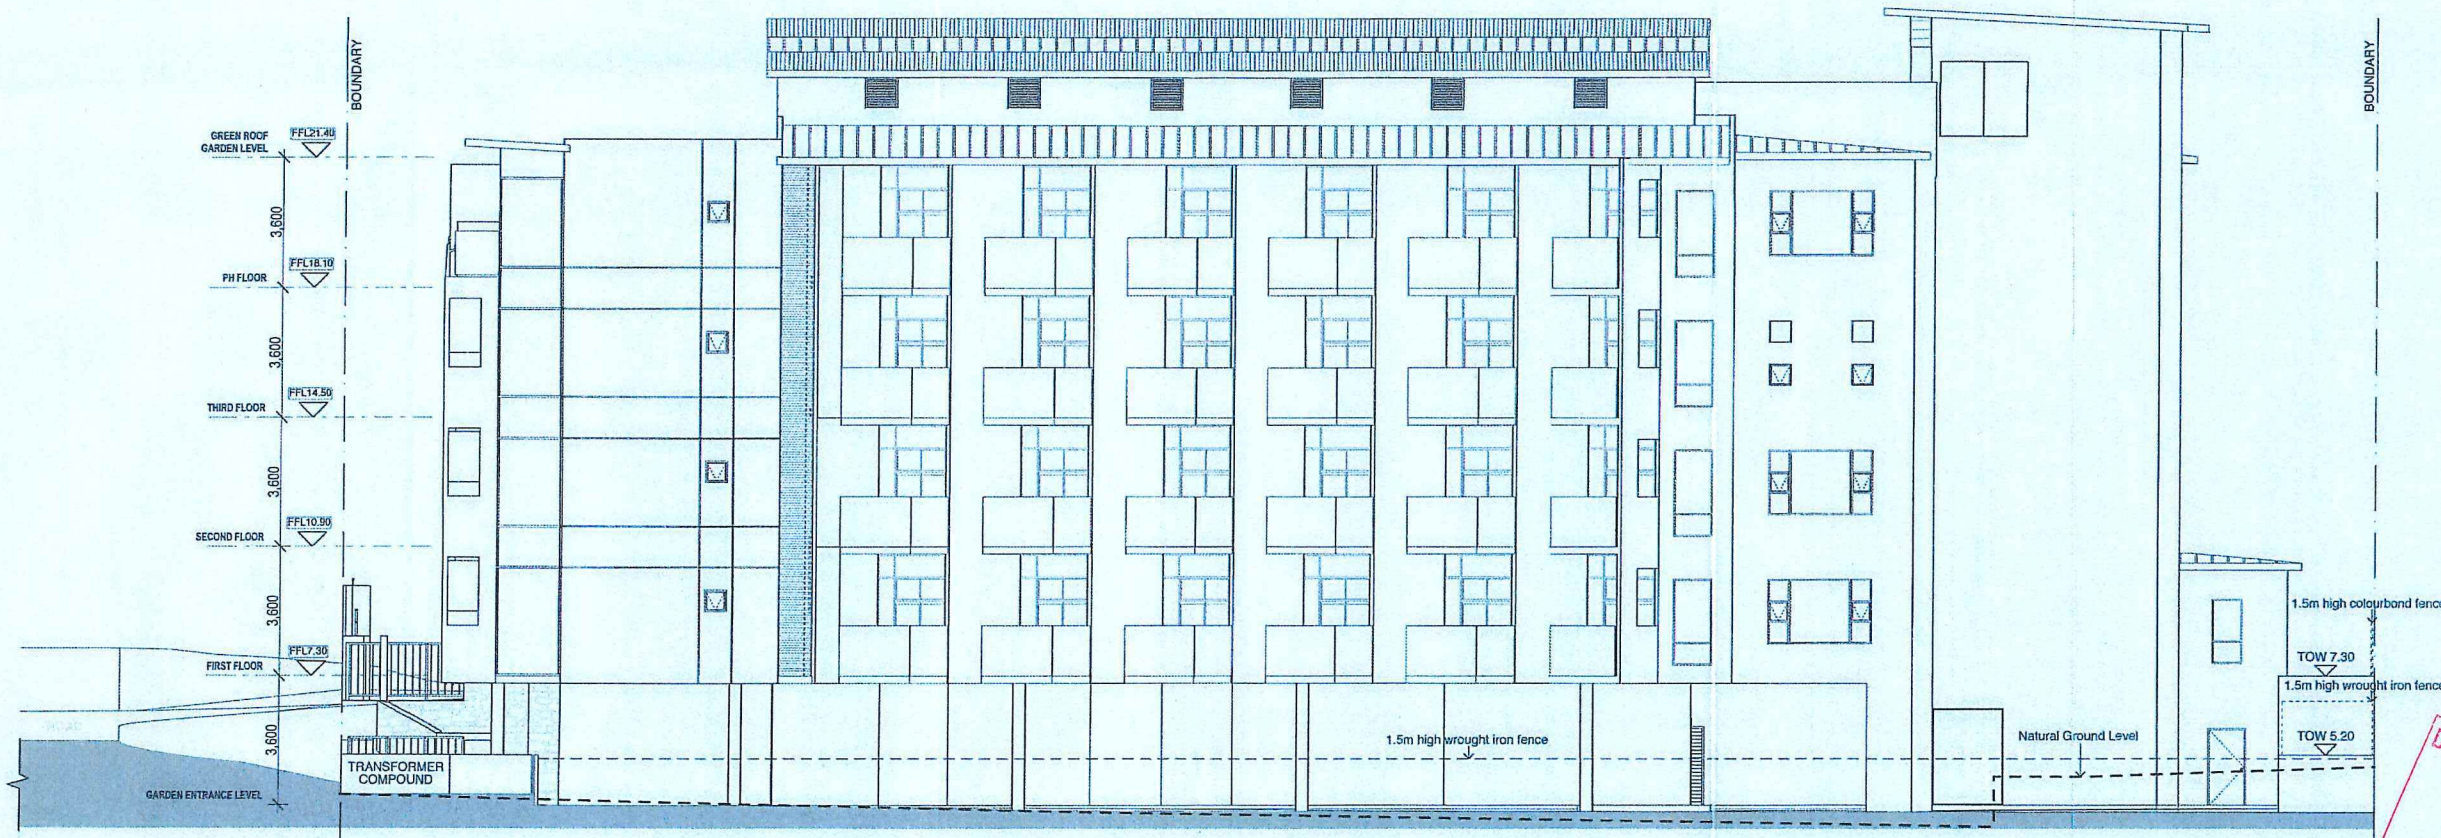 BOUNDARY
BOUNDARY
GREEN ROOF
GARDEN LEVEL
FFL21.40
3,600
PH FLOOR
FFL18.10
3,600
THIRD FLOOR
FFL14.50
3,600
SECOND FLOOR
FFL10.90
3,600
FIRST FLOOR
FFL7.30
3,600
TRANSFORMER
COMPOUND
GARDEN ENTRANCE LEVEL
1.5m high wrought iron fence
Natural Ground Level
1.5m high colourbond fence
TOW 7.30
1.5m high wrought iron fence
TOW 5.20